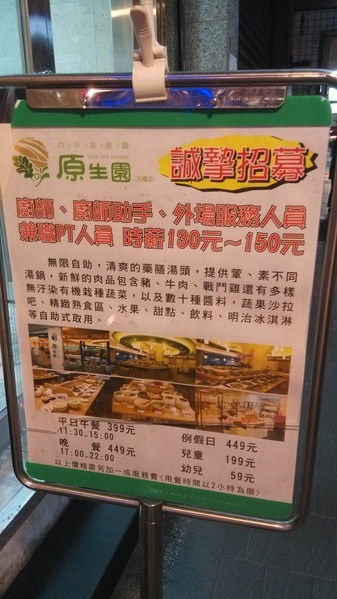 百草養生鍋
原生園
誠摯招募
廚師、廚師助手、外場服務人員
兼職PT人員 時薪130元～150元
無限自助，清爽的藥膳湯頭，提供葷、素不同
湯鍋，新鮮的肉品包含豬、牛肉、戰鬥雞還有多樣
無汙染有機栽種蔬菜，以及數十種醬料，蔬果沙拉
吧、精緻熟食區、水果、甜點、飲料、明治冰淇淋
等自助式取用。
平日午餐 399元
11:30-15:00
晚 餐 449元
17:00-22:00
例假日 449元
兒童 199元
幼兒 59元
以上價格需另加一成服務費(用餐時間以2小時為限)